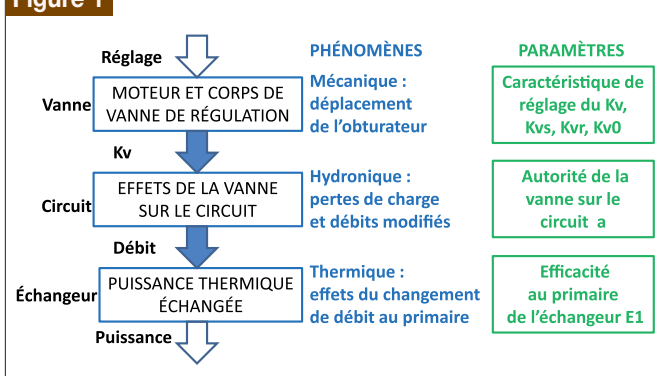 Figure 1
Réglage
PHÉNOMÈNES
PARAMÈTRES
Vanne
MOTEUR ET CORPS DE
VANNE DE RÉGULATION
Mécanique :
déplacement
de l'obturateur
Caractéristique de
réglage du Kv,
Kvs, Kvr, Kv0
Kv
Circuit
EFFETS DE LA VANNE
SUR LE CIRCUIT
Hydronique :
pertes de charge
et débits modifiés
Autorité de la
vanne sur le
circuit a
Débit
Échangeur
PUISSANCE THERMIQUE
ÉCHANGÉE
Thermique :
effets du changement
de débit au primaire
Efficacité
au primaire
de l'échangeur E1
Puissance